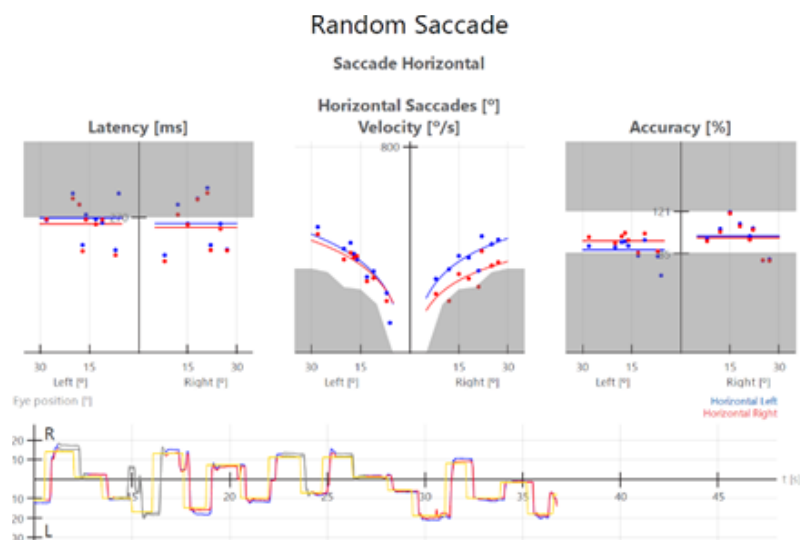 Random Saccade
Saccade Horizontal
Horizontal Saccades [º]
Latency [ms]
Velocity [º/s]
Accuracy [%]
800
121
30 15 15 30
30 15 15 30
30 15 15 30
Left [º] Right [º]
Left [º] Right [º]
Left [º] Right [º]
Eye position [º]
Horizontal Left
Horizontal Right
R
20
10
15 20 25 30 35 40 45
t [s]
10
20
30
L